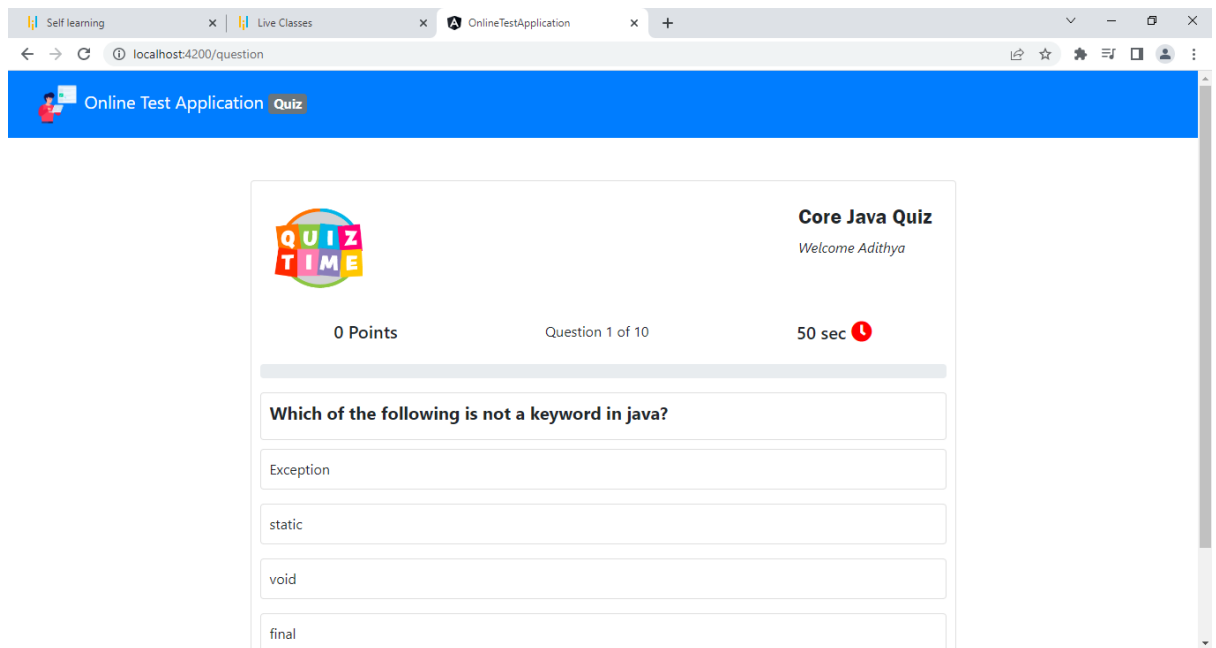 Self learning
Live Classes
OnlineTestApplication
localhost:4200/question
Online Test Application Quiz
QUIZ
TIME
Core Java Quiz
Welcome Adithya
0 Points
Question 1 of 10
50 sec
Which of the following is not a keyword in java?
Exception
static
void
final